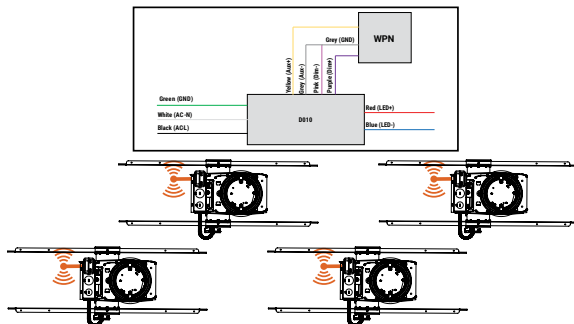 WPN
Grey (GND)
Yellow (Aux+)
Grey (Aux-)
Pink (Dim-)
Purple (Dim+)
Green (GND)
White (AC-N)
Black (ACL)
D010
Red (LED+)
Blue (LED-)